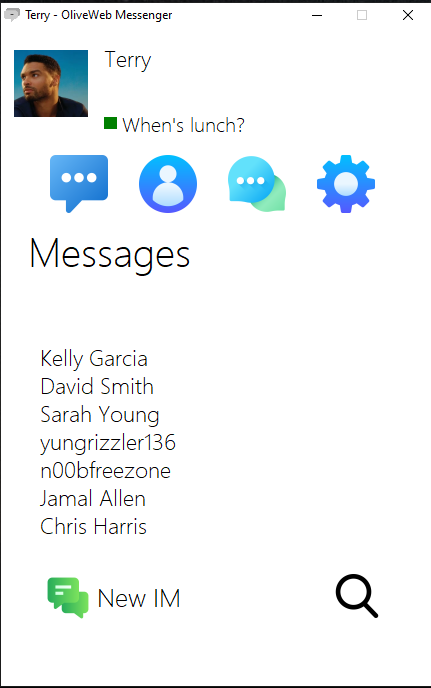 Terry - OliveWeb Messenger
Terry
When's lunch?
Messages
Kelly Garcia
David Smith
Sarah Young
yungrizzler136
n00bfreezone
Jamal Allen
Chris Harris
New IM